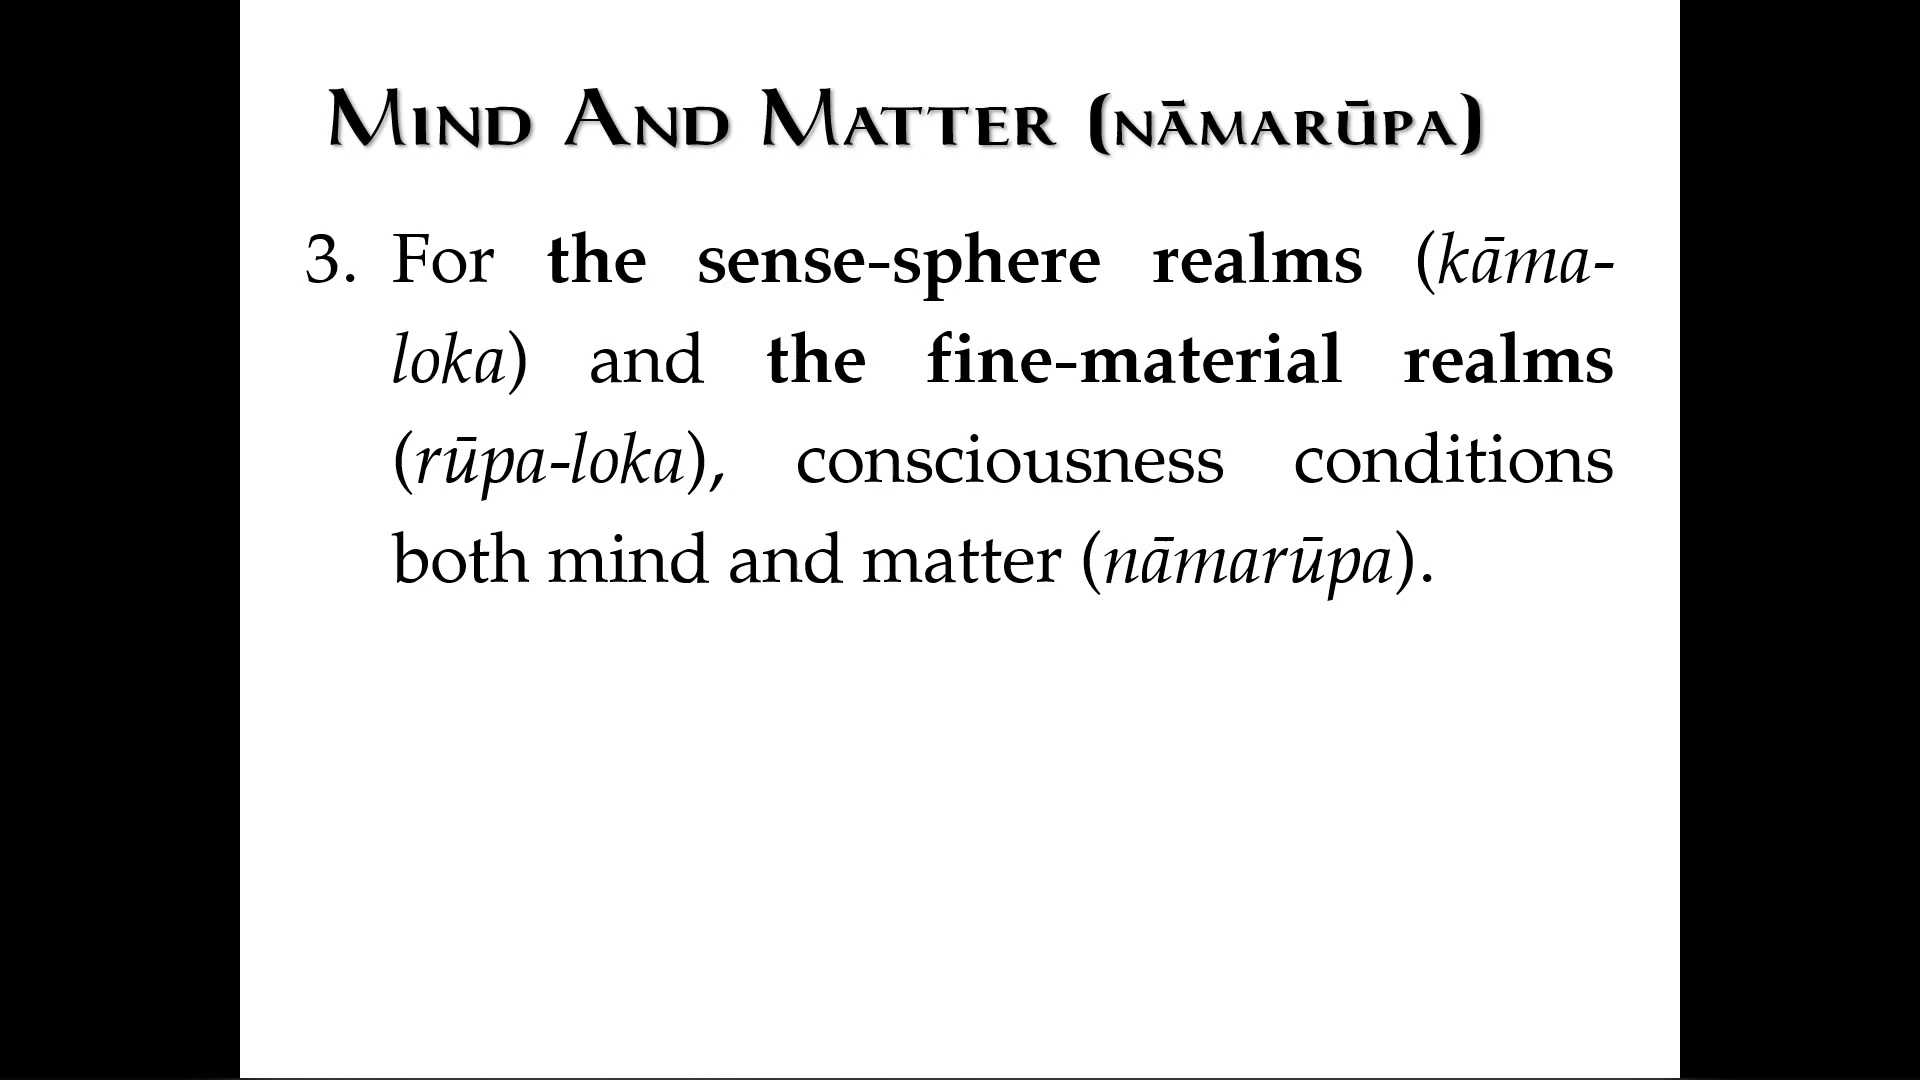 Mind And Matter (nāmarūpa)
3. For the sense-sphere realms (kāma-
loka) and the fine-material realms
(rūpa-loka), consciousness conditions
both mind and matter (nāmarūpa).